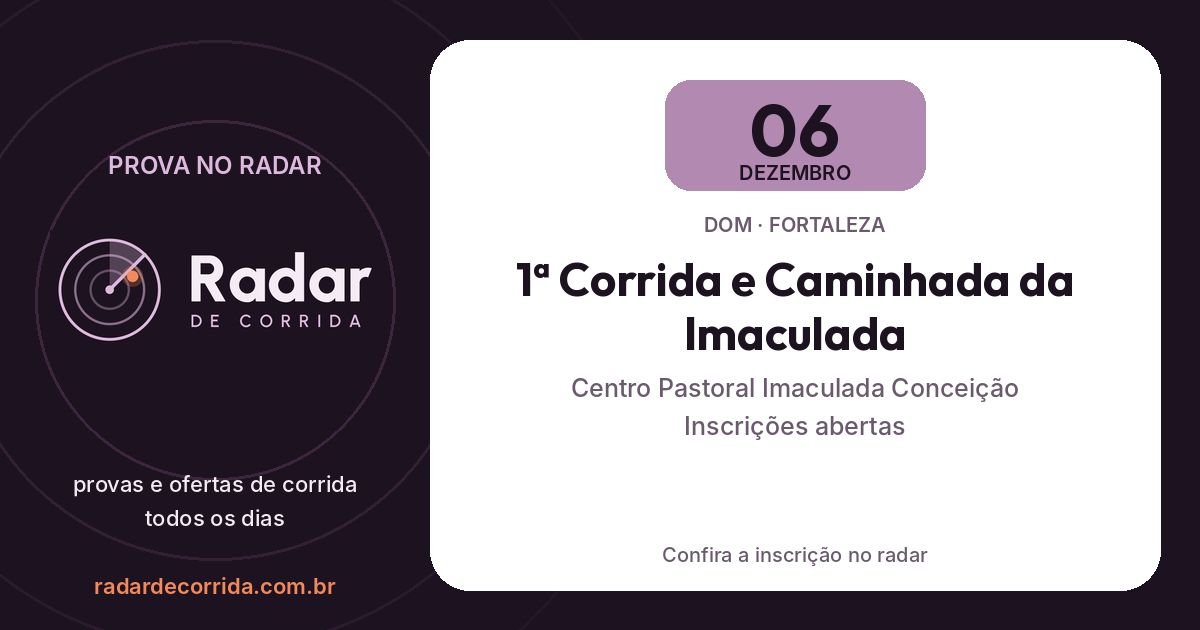 PROVA NO RADAR
Radar
DE CORRIDA
provas e ofertas de corrida
todos os dias
radardecorrida.com.br
06
DEZEMBRO
DOM · FORTALEZA
1ª Corrida e Caminhada da
Imaculada
Centro Pastoral Imaculada Conceição
Inscrições abertas
Confira a inscrição no radar